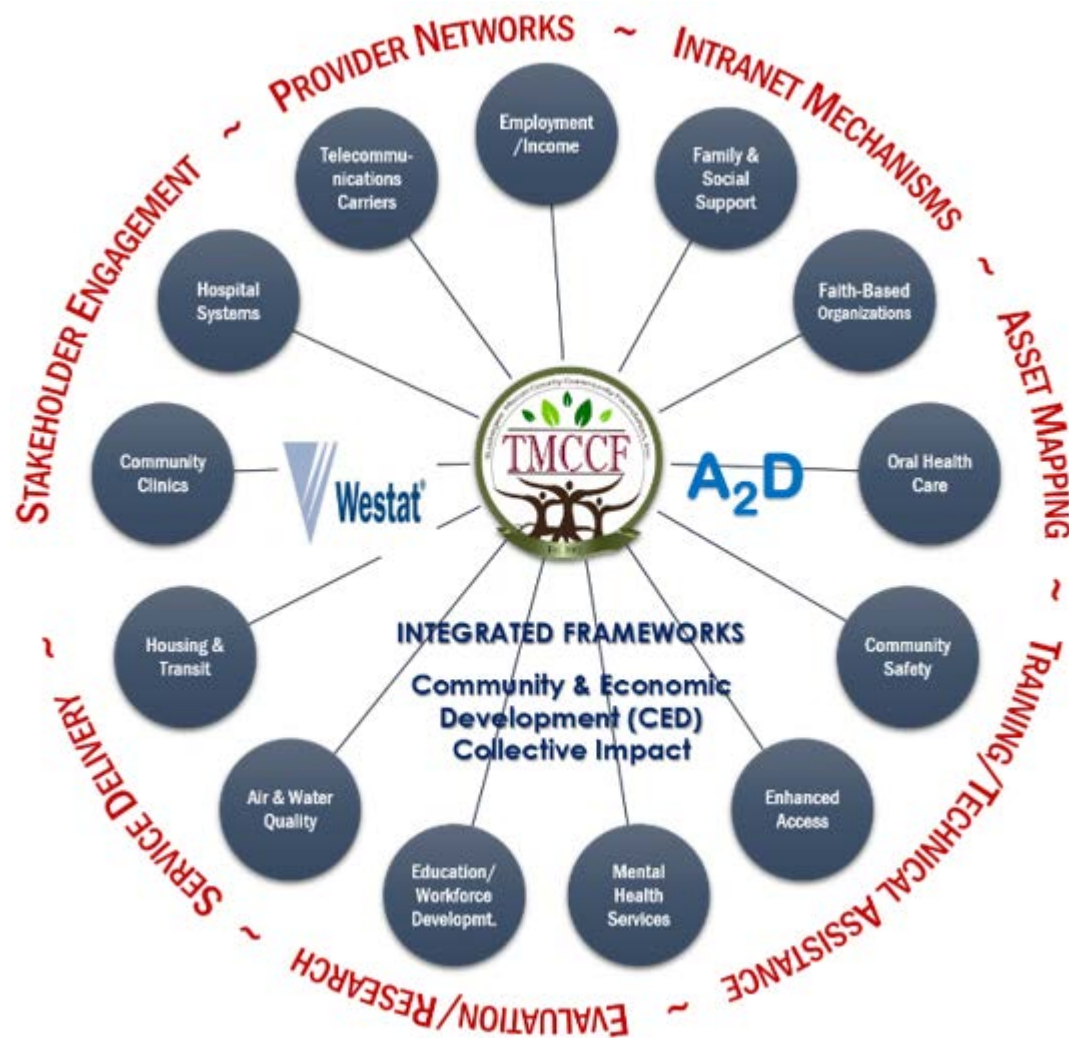 STAKEHOLDER ENGAGEMENT ~ PROVIDER NETWORKS ~ INTRANET MECHANISMS ~ ASSET MAPPING ~ TRAINING/TECHNICAL ASSISTANCE ~ EVALUATION/RESEARCH ~ SERVICE DELIVERY ~
Employment
/Income
Family &
Social
Support
Faith-Based
Organizations
Oral Health
Care
Community
Safety
Enhanced
Access
Mental
Health
Services
Education/
Workforce
Developmt.
Air & Water
Quality
Housing &
Transit
Community
Clinics
Hospital
Systems
Telecommu-
nications
Carriers
Westat®
TMCCF
A2D
INTEGRATED FRAMEWORKS
Community & Economic
Development (CED)
Collective Impact